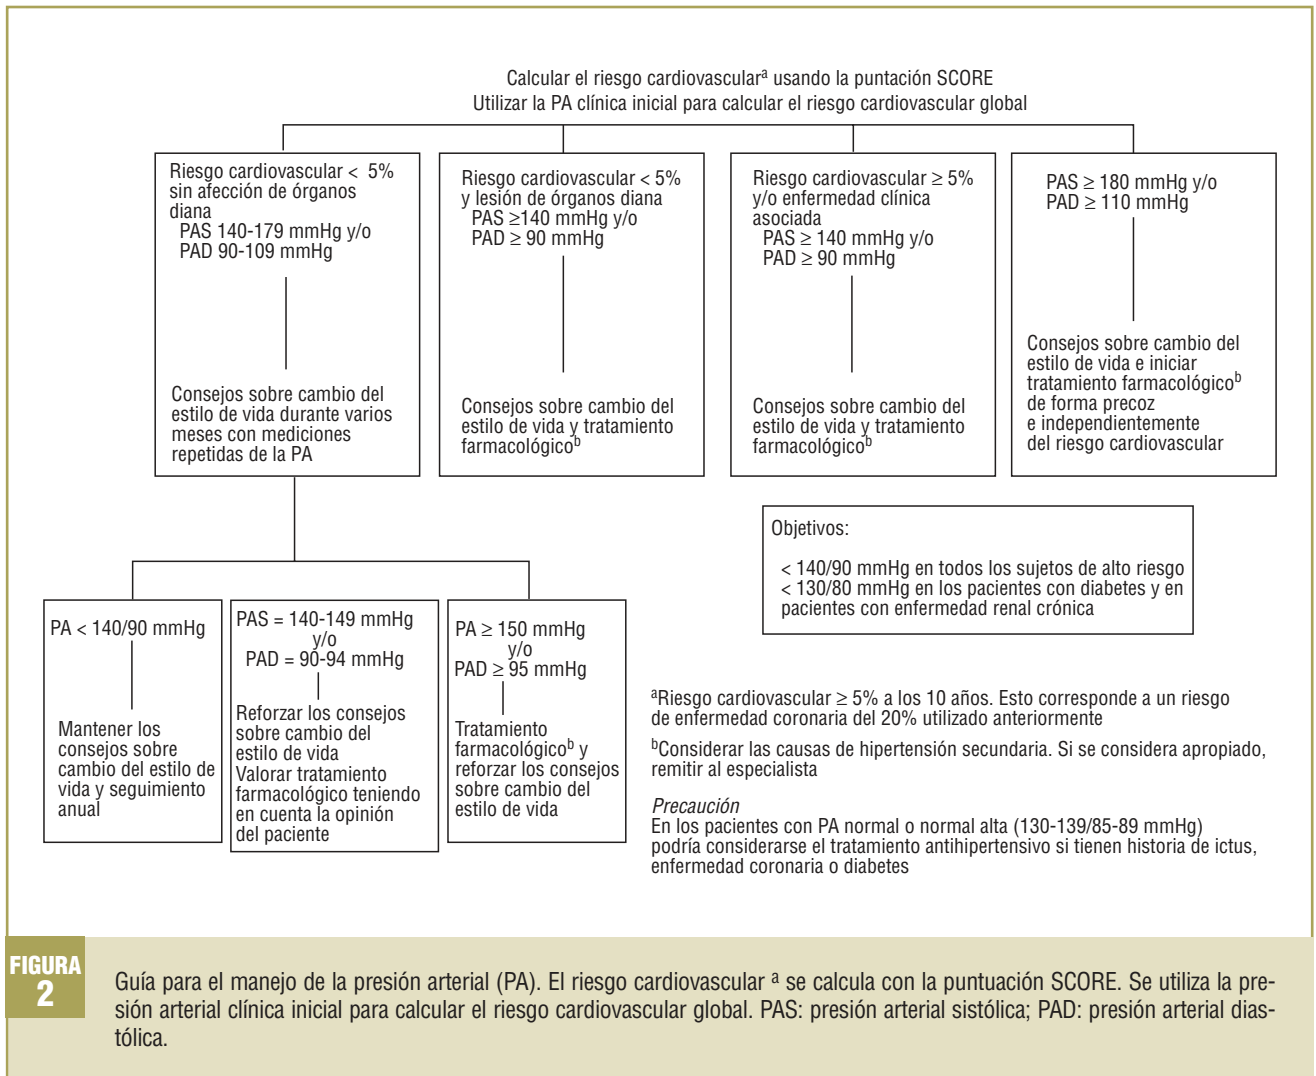 Calcular el riesgo cardiovascularᵃ usando la puntación SCORE
Utilizar la PA clínica inicial para calcular el riesgo cardiovascular global
Riesgo cardiovascular < 5%
sin afección de órganos
diana
PAS 140-179 mmHg y/o
PAD 90-109 mmHg
Consejos sobre cambio del
estilo de vida durante varios
meses con mediciones
repetidas de la PA
Riesgo cardiovascular < 5%
y lesión de órganos diana
PAS ≥140 mmHg y/o
PAD ≥ 90 mmHg
Consejos sobre cambio del
estilo de vida y tratamiento
farmacológicoᵇ
Riesgo cardiovascular ≥ 5%
y/o enfermedad clínica
asociada
PAS ≥ 140 mmHg y/o
PAD ≥ 90 mmHg
Consejos sobre cambio del
estilo de vida y tratamiento
farmacológicoᵇ
PAS ≥ 180 mmHg y/o
PAD ≥ 110 mmHg
Consejos sobre cambio del
estilo de vida e iniciar
tratamiento farmacológicoᵇ
de forma precoz
e independientemente
del riesgo cardiovascular
PA < 140/90 mmHg
Mantener los
consejos sobre
cambio del estilo de
vida y seguimiento
anual
PAS = 140-149 mmHg
y/o
PAD = 90-94 mmHg
Reforzar los consejos
sobre cambio del
estilo de vida
Valorar tratamiento
farmacológico teniendo
en cuenta la opinión
del paciente
PA ≥ 150 mmHg
y/o
PAD ≥ 95 mmHg
Tratamiento
farmacológicoᵇ y
reforzar los consejos
sobre cambio del
estilo de vida
Objetivos:
< 140/90 mmHg en todos los sujetos de alto riesgo
< 130/80 mmHg en los pacientes con diabetes y en
pacientes con enfermedad renal crónica
ᵃRiesgo cardiovascular ≥ 5% a los 10 años. Esto corresponde a un riesgo
de enfermedad coronaria del 20% utilizado anteriormente
ᵇConsiderar las causas de hipertensión secundaria. Si se considera apropiado,
remitir al especialista
Precaución
En los pacientes con PA normal o normal alta (130-139/85-89 mmHg)
podría considerarse el tratamiento antihipertensivo si tienen historia de ictus,
enfermedad coronaria o diabetes
FIGURA
2
Guía para el manejo de la presión arterial (PA). El riesgo cardiovascular ᵃ se calcula con la puntuación SCORE. Se utiliza la pre-
sión arterial clínica inicial para calcular el riesgo cardiovascular global. PAS: presión arterial sistólica; PAD: presión arterial dias-
tólica.